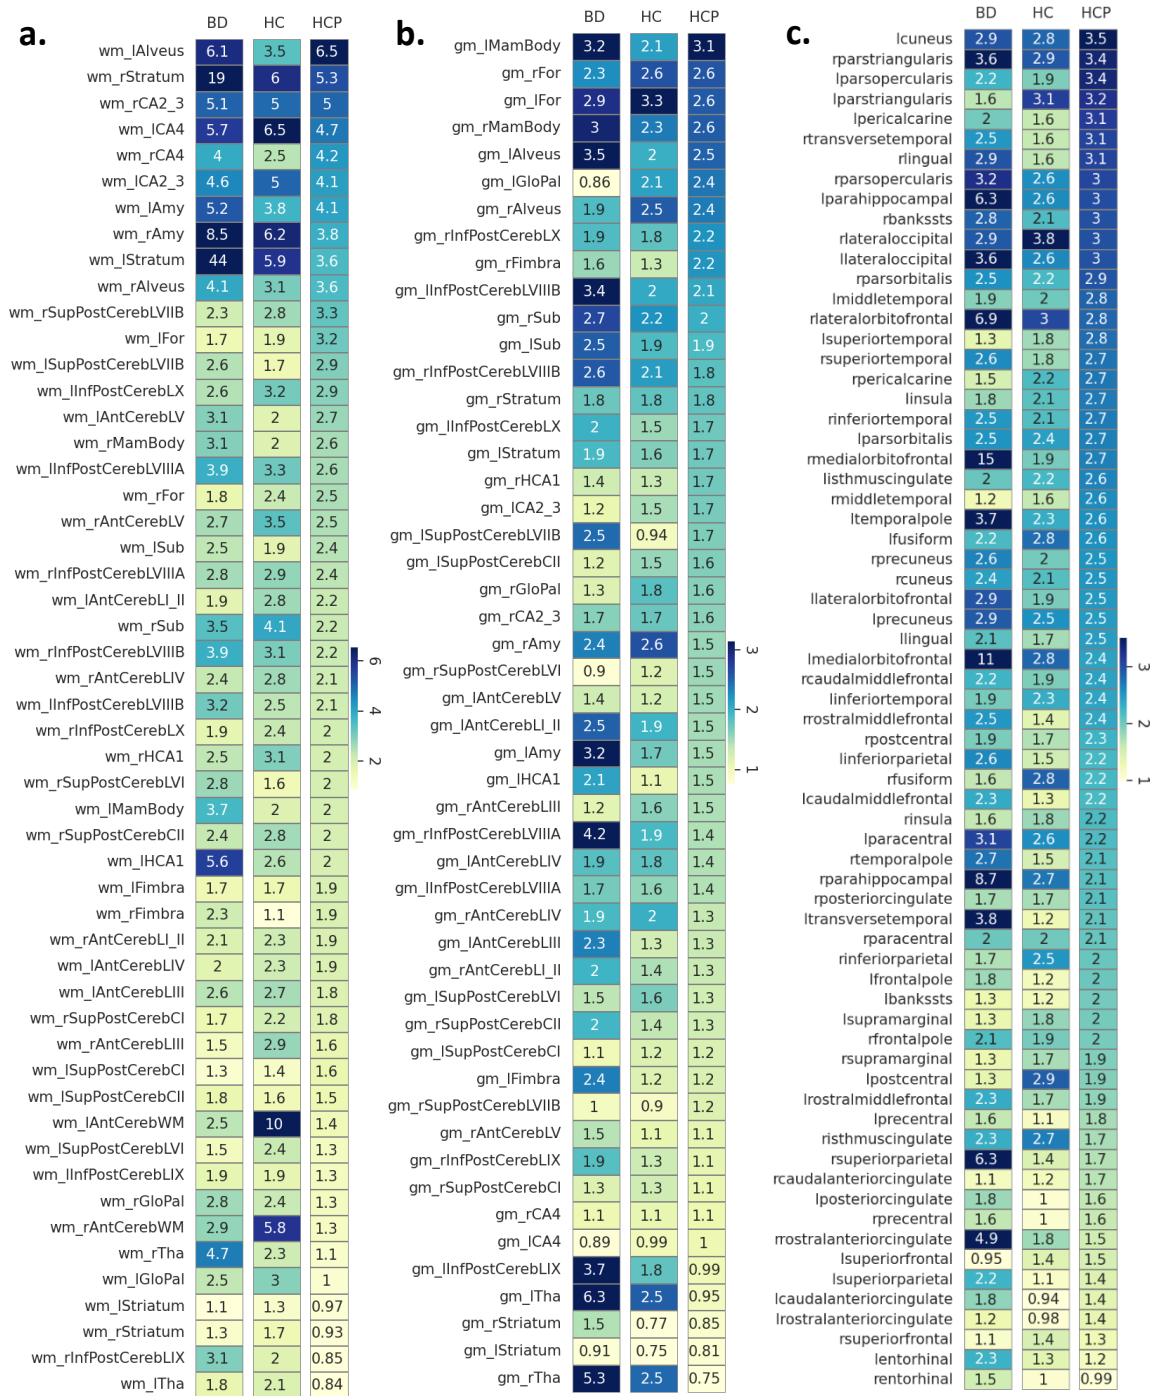 a.
BD HC HCP
wm_lAlveus 6.1 3.5 6.5
wm_rStratum 19 6 5.3
wm_rCA2_3 5.1 5 5
wm_lCA4 5.7 6.5 4.7
wm_rCA4 4 2.5 4.2
wm_lCA2_3 4.6 5 4.1
wm_lAmy 5.2 3.8 4.1
wm_rAmy 8.5 6.2 3.8
wm_lStratum 44 5.9 3.6
wm_rAlveus 4.1 3.1 3.6
wm_rSupPostCerebLVIIB 2.3 2.8 3.3
wm_lFor 1.7 1.9 3.2
wm_lSupPostCerebLVIIB 2.6 1.7 2.9
wm_lInfPostCerebLX 2.6 3.2 2.9
wm_lAntCerebLV 3.1 2 2.7
wm_rMamBody 3.1 2 2.6
wm_lInfPostCerebLVIIIA 3.9 3.3 2.6
wm_rFor 1.8 2.4 2.5
wm_rAntCerebLV 2.7 3.5 2.5
wm_lSub 2.5 1.9 2.4
wm_rInfPostCerebLVIIIA 2.8 2.9 2.4
wm_lAntCerebLI_II 1.9 2.8 2.2
wm_rSub 3.5 4.1 2.2
wm_rInfPostCerebLVIIIB 3.9 3.1 2.2
wm_rAntCerebLIV 2.4 2.8 2.1
wm_lInfPostCerebLVIIIB 3.2 2.5 2.1
wm_rInfPostCerebLX 1.9 2.4 2
wm_rHCA1 2.5 3.1 2
wm_rSupPostCerebLVI 2.8 1.6 2
wm_lMamBody 3.7 2 2
wm_rSupPostCerebCII 2.4 2.8 2
wm_lHCA1 5.6 2.6 2
wm_lFimbra 1.7 1.7 1.9
wm_rFimbra 2.3 1.1 1.9
wm_rAntCerebLI_II 2.1 2.3 1.9
wm_lAntCerebLIV 2 2.3 1.9
wm_lAntCerebLIII 2.6 2.7 1.8
wm_rSupPostCerebCI 1.7 2.2 1.8
wm_rAntCerebLIII 1.5 2.9 1.6
wm_lSupPostCerebCI 1.3 1.4 1.6
wm_lSupPostCerebCII 1.8 1.6 1.5
wm_lAntCerebWM 2.5 10 1.4
wm_lSupPostCerebLVI 1.5 2.4 1.3
wm_lInfPostCerebLIX 1.9 1.9 1.3
wm_rGloPal 2.8 2.4 1.3
wm_rAntCerebWM 2.9 5.8 1.3
wm_rTha 4.7 2.3 1.1
wm_lGloPal 2.5 3 1
wm_lStriatum 1.1 1.3 0.97
wm_rStriatum 1.3 1.7 0.93
wm_rInfPostCerebLIX 3.1 2 0.85
wm_lTha 1.8 2.1 0.84
6
4
2
b.
BD HC HCP
gm_lMamBody 3.2 2.1 3.1
gm_rFor 2.3 2.6 2.6
gm_lFor 2.9 3.3 2.6
gm_rMamBody 3 2.3 2.6
gm_lAlveus 3.5 2 2.5
gm_lGloPal 0.86 2.1 2.4
gm_rAlveus 1.9 2.5 2.4
gm_rInfPostCerebLX 1.9 1.8 2.2
gm_rFimbra 1.6 1.3 2.2
gm_lInfPostCerebLVIIIB 3.4 2 2.1
gm_rSub 2.7 2.2 2
gm_lSub 2.5 1.9 1.9
gm_rInfPostCerebLVIIIB 2.6 2.1 1.8
gm_rStratum 1.8 1.8 1.8
gm_lInfPostCerebLX 2 1.5 1.7
gm_lStratum 1.9 1.6 1.7
gm_rHCA1 1.4 1.3 1.7
gm_lCA2_3 1.2 1.5 1.7
gm_lSupPostCerebLVIIB 2.5 0.94 1.7
gm_lSupPostCerebCII 1.2 1.5 1.6
gm_rGloPal 1.3 1.8 1.6
gm_rCA2_3 1.7 1.7 1.6
gm_rAmy 2.4 2.6 1.5
gm_rSupPostCerebLVI 0.9 1.2 1.5
gm_lAntCerebLV 1.4 1.2 1.5
gm_lAntCerebLI_II 2.5 1.9 1.5
gm_lAmy 3.2 1.7 1.5
gm_lHCA1 2.1 1.1 1.5
gm_rAntCerebLIII 1.2 1.6 1.5
gm_rInfPostCerebLVIIIA 4.2 1.9 1.4
gm_lAntCerebLIV 1.9 1.8 1.4
gm_lInfPostCerebLVIIIA 1.7 1.6 1.4
gm_rAntCerebLIV 1.9 2 1.3
gm_lAntCerebLIII 2.3 1.3 1.3
gm_rAntCerebLI_II 2 1.4 1.3
gm_lSupPostCerebLVI 1.5 1.6 1.3
gm_rSupPostCerebCII 2 1.4 1.3
gm_lSupPostCerebCI 1.1 1.2 1.2
gm_lFimbra 2.4 1.2 1.2
gm_rSupPostCerebLVIIB 1 0.9 1.2
gm_rAntCerebLV 1.5 1.1 1.1
gm_rInfPostCerebLIX 1.9 1.3 1.1
gm_rSupPostCerebCI 1.3 1.3 1.1
gm_rCA4 1.1 1.1 1.1
gm_lCA4 0.89 0.99 1
gm_lInfPostCerebLIX 3.7 1.8 0.99
gm_lTha 6.3 2.5 0.95
gm_rStriatum 1.5 0.77 0.85
gm_lStriatum 0.91 0.75 0.81
gm_rTha 5.3 2.5 0.75
3
2
1
c.
BD HC HCP
lcuneus 2.9 2.8 3.5
rparstriangularis 3.6 2.9 3.4
lparsopercularis 2.2 1.9 3.4
lparstriangularis 1.6 3.1 3.2
lpericalcarine 2 1.6 3.1
rtransversetemporal 2.5 1.6 3.1
rlingual 2.9 1.6 3.1
rparsopercularis 3.2 2.6 3
lparahippocampal 6.3 2.6 3
rbankssts 2.8 2.1 3
rlateraloccipital 2.9 3.8 3
llateraloccipital 3.6 2.6 3
rparsorbitalis 2.5 2.2 2.9
lmiddletemporal 1.9 2 2.8
rlateralorbitofrontal 6.9 3 2.8
lsuperiortemporal 1.3 1.8 2.8
rsuperiortemporal 2.6 1.8 2.7
rpericalcarine 1.5 2.2 2.7
linsula 1.8 2.1 2.7
rinferiortemporal 2.5 2.1 2.7
lparsorbitalis 2.5 2.4 2.7
rmedialorbitofrontal 15 1.9 2.7
listhmuscingulate 2 2.2 2.6
rmiddletemporal 1.2 1.6 2.6
ltemporalpole 3.7 2.3 2.6
lfusiform 2.2 2.8 2.6
rprecuneus 2.6 2 2.5
rcuneus 2.4 2.1 2.5
llateralorbitofrontal 2.9 1.9 2.5
lprecuneus 2.9 2.5 2.5
llingual 2.1 1.7 2.5
lmedialorbitofrontal 11 2.8 2.4
rcaudalmiddlefrontal 2.2 1.9 2.4
linferiortemporal 1.9 2.3 2.4
rrostralmiddlefrontal 2.5 1.4 2.4
rpostcentral 1.9 1.7 2.3
linferiorparietal 2.6 1.5 2.2
rfusiform 1.6 2.8 2.2
lcaudalmiddlefrontal 2.3 1.3 2.2
rinsula 1.6 1.8 2.2
lparacentral 3.1 2.6 2.2
rtemporalpole 2.7 1.5 2.1
rparahippocampal 8.7 2.7 2.1
rposteriorcingulate 1.7 1.7 2.1
ltransversetemporal 3.8 1.2 2.1
rparacentral 2 2 2.1
rinferiorparietal 1.7 2.5 2
lfrontalpole 1.8 1.2 2
lbankssts 1.3 1.2 2
lsupramarginal 1.3 1.8 2
rfrontalpole 2.1 1.9 2
rsupramarginal 1.3 1.7 1.9
lpostcentral 1.3 2.9 1.9
lrostralmiddlefrontal 2.3 1.7 1.9
lprecentral 1.6 1.1 1.8
risthmuscingulate 2.3 2.7 1.7
rsuperiorparietal 6.3 1.4 1.7
rcaudalanteriorcingulate 1.1 1.2 1.7
lposteriorcingulate 1.8 1 1.6
rprecentral 1.6 1 1.6
rrostralanteriorcingulate 4.9 1.8 1.5
lsuperiorfrontal 0.95 1.4 1.5
lsuperiorparietal 2.2 1.1 1.4
lcaudalanteriorcingulate 1.8 0.94 1.4
lrostralanteriorcingulate 1.2 0.98 1.4
rsuperiorfrontal 1.1 1.4 1.3
lentorhinal 2.3 1.3 1.2
rentorhinal 1.5 1 0.99
3
2
1